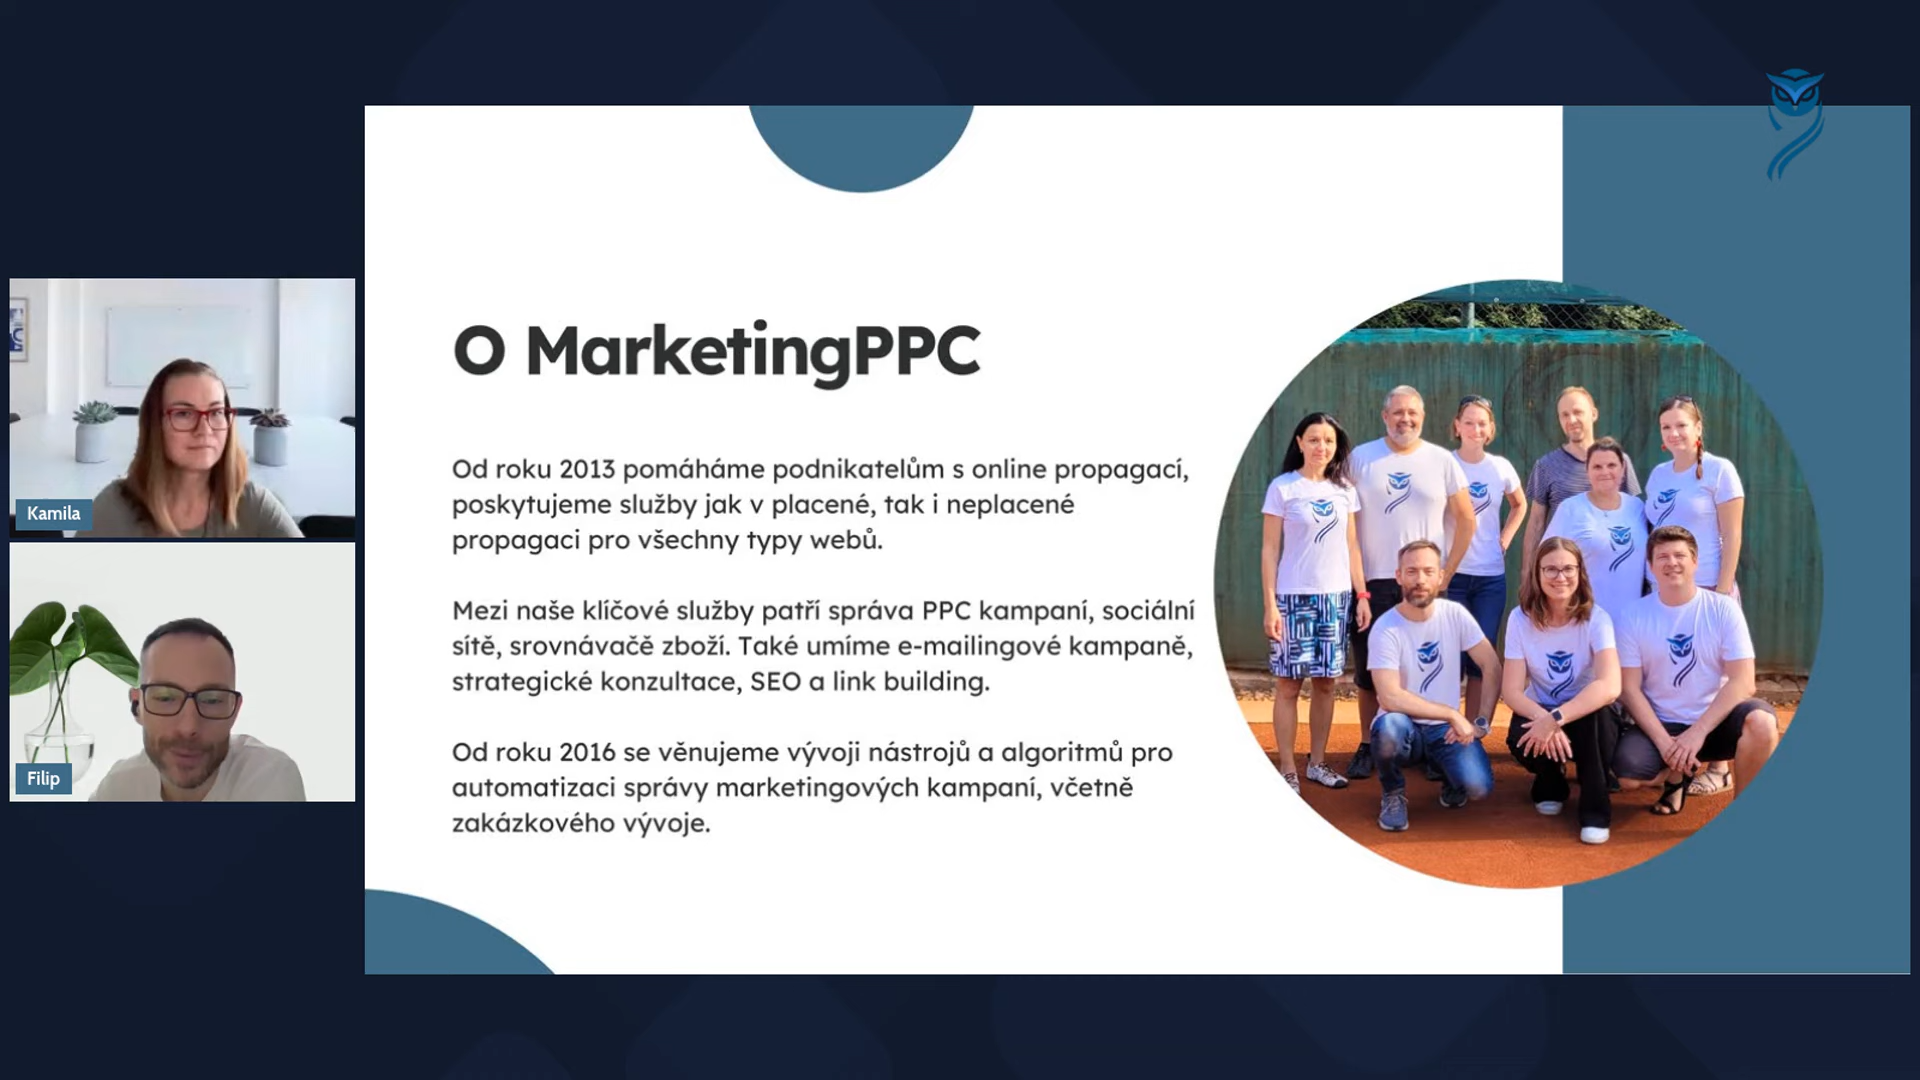 O MarketingPPC
Od roku 2013 pomáháme podnikatelům s online propagací,
poskytujeme služby jak v placené, tak i neplacené
propagaci pro všechny typy webů.
Mezi naše klíčové služby patří správa PPC kampaní, sociální
sítě, srovnávačě zboží. Také umíme e-mailingové kampaně,
strategické konzultace, SEO a link building.
Od roku 2016 se věnujeme vývoji nástrojů a algoritmů pro
automatizaci správy marketingových kampaní, včetně
zakázkového vývoje.
Kamila
Filip